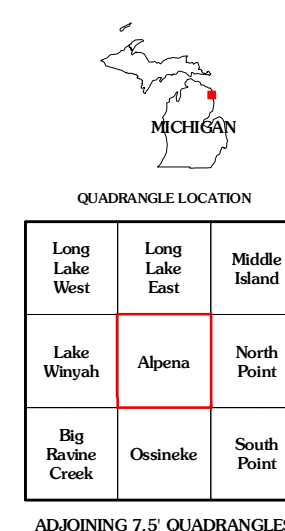 MICHIGAN
QUADRANGLE LOCATION
Long
Lake
West
Long
Lake
East
Middle
Island
Lake
Winyah
Alpena
North
Point
Big
Ravine
Creek
Ossineke
South
Point
ADJOINING 7.5' QUADRANGLES